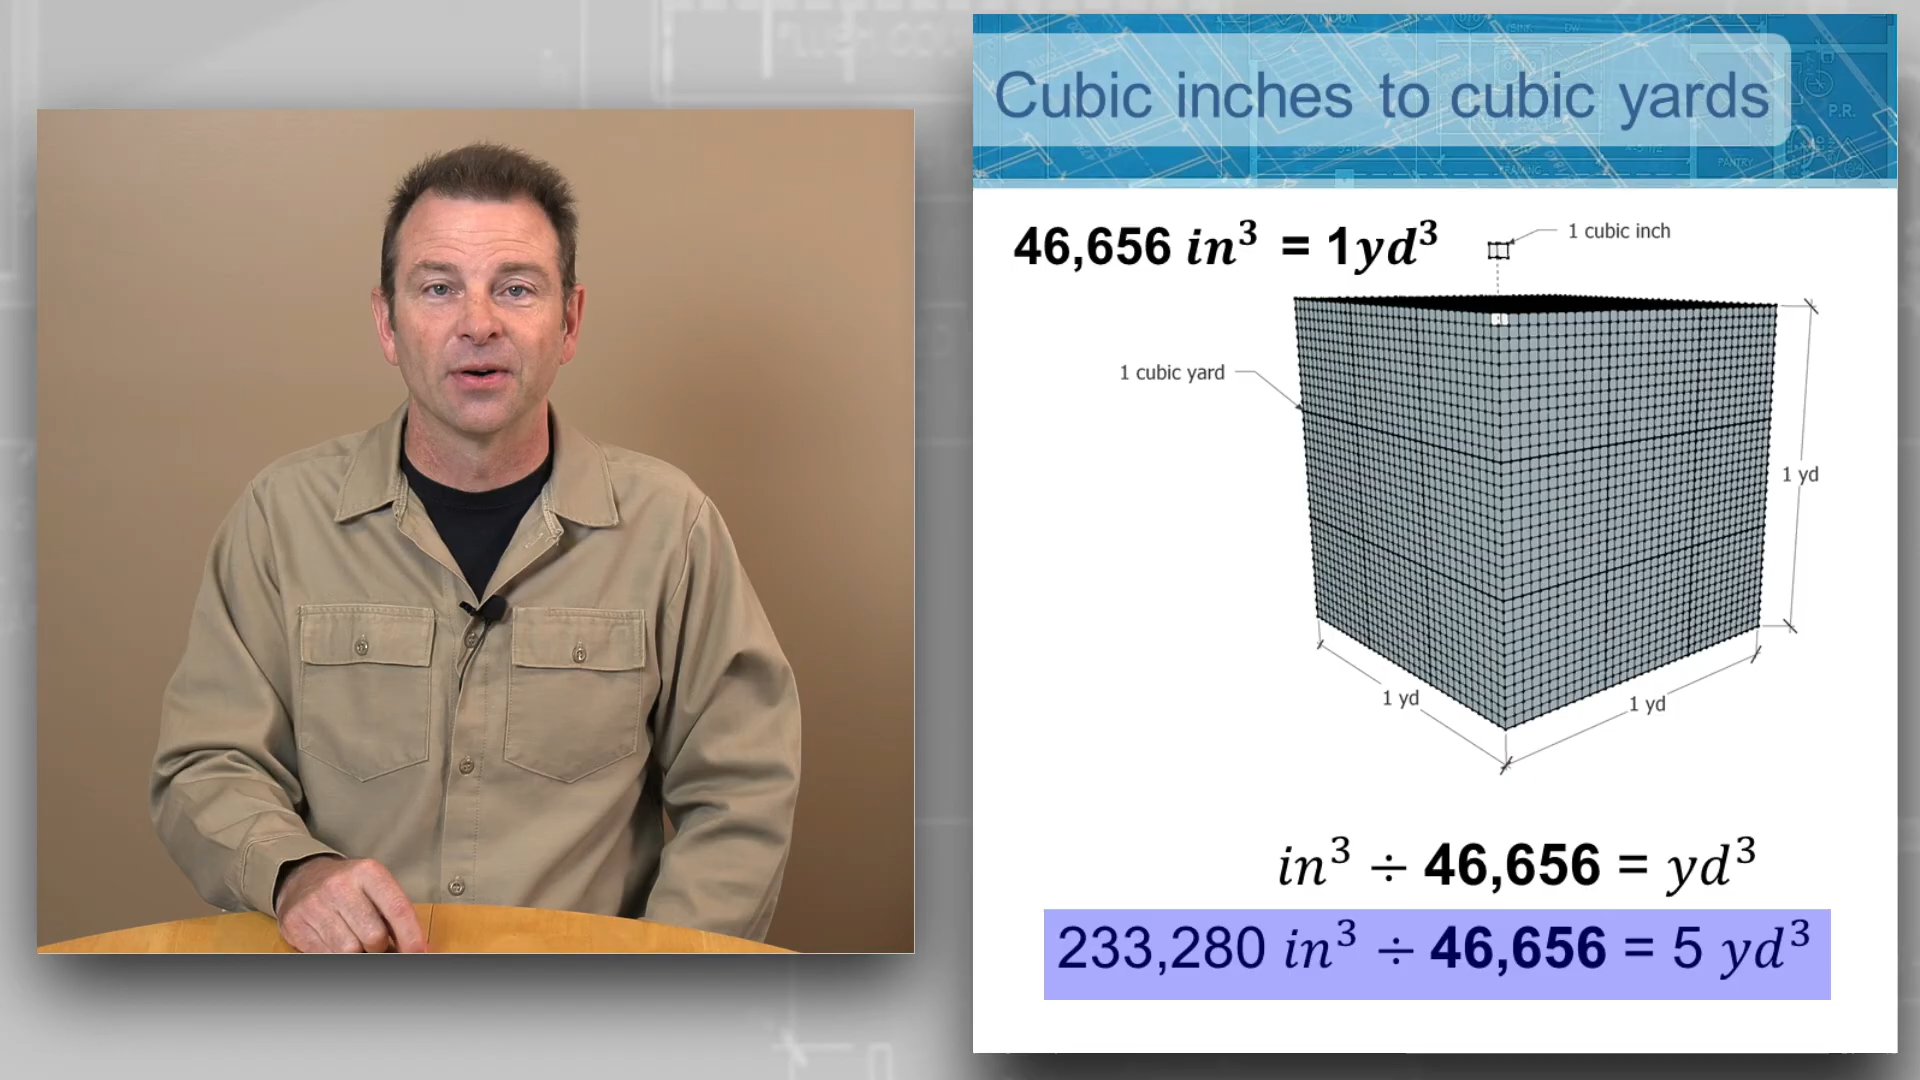 Cubic inches to cubic yards
46,656 in³ = 1yd³
1 cubic inch
1 cubic yard
1 yd
1 yd
1 yd
in³ ÷ 46,656 = yd³
233,280 in³ ÷ 46,656 = 5 yd³
P.R.
PANTRY